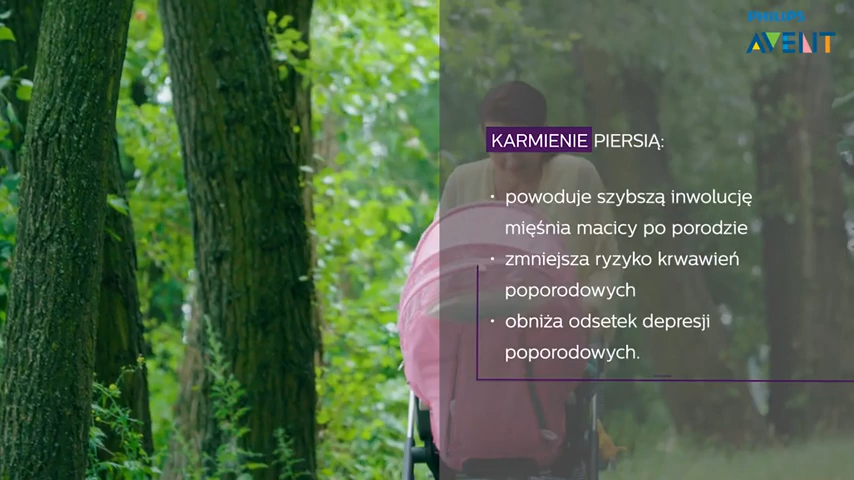 PHILIPS
AVENT
KARMIENIE PIERSIĄ:
• powoduje szybszą inwolucję
mięśnia macicy po porodzie
• zmniejsza ryzyko krwawień
poporodowych
• obniża odsetek depresji
poporodowych.